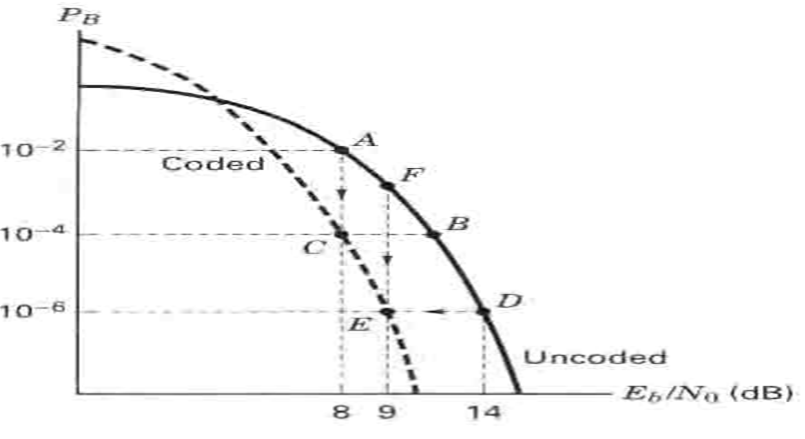 P_B
10⁻²
A
Coded
F
10⁻⁴
C
B
10⁻⁶
E
D
Uncoded
E_b/N_0 (dB)
8 9 14